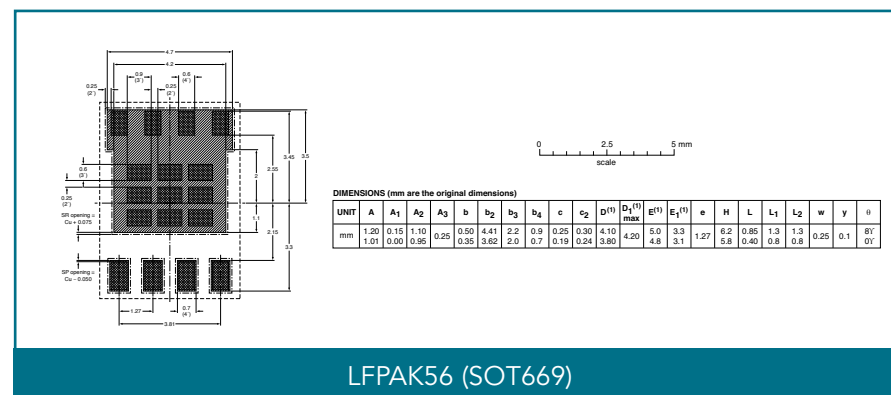 4.7
4.2
0.9
(3´)
0.6
(4´)
0.25
(2´)
0.25
(2´)
3.45
3.5
2.55
2
0.6
(3´)
0.25
(2´)
SR opening =
Cu + 0.075
1.1
2.15
3.3
SP opening =
Cu – 0.050
1.27
0.7
(4´)
3.81
0 2.5 5 mm
scale
DIMENSIONS (mm are the original dimensions)
UNIT A A1 A2 A3 b b2 b3 b4 c c2 D(1) D1(1) max E(1) E1(1) e H L L1 L2 w y θ
mm 1.20 0.15 1.10 0.25 0.50 4.41 2.2 0.9 0.25 0.30 4.10 4.20 5.0 3.3 1.27 6.2 0.85 1.3 1.3 0.25 0.1 8ϒ
1.01 0.00 0.95 0.35 3.62 2.0 0.7 0.19 0.24 3.80 4.8 3.1 5.8 0.40 0.8 0.8 0ϒ
LFPAK56 (SOT669)